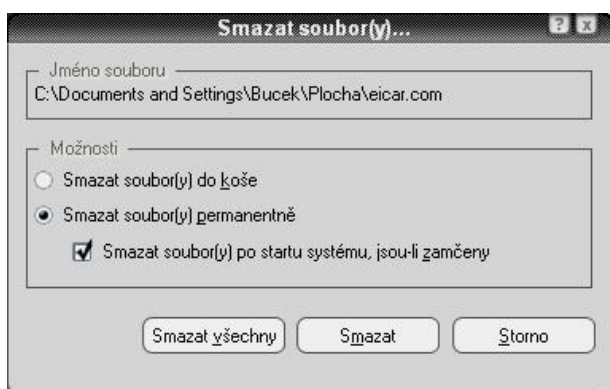 Smazat soubor(y)...
Jméno souboru
C:\Documents and Settings\Bucek\Plocha\eicar.com
Možnosti
Smazat soubor(y) do koše
Smazat soubor(y) permanentně
Smazat soubor(y) po startu systému, jsou-li zamčeny
Smazat všechny Smazat Storno